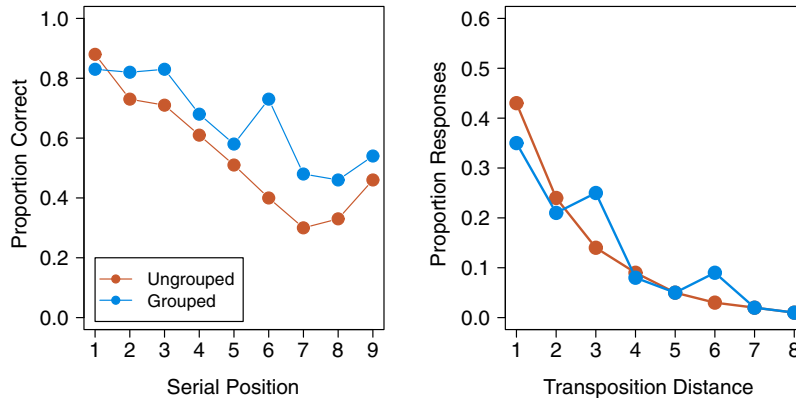 Proportion Correct
1.0
0.8
0.6
0.4
0.2
0.0
Ungrouped
Grouped
1 2 3 4 5 6 7 8 9
Serial Position
Proportion Responses
0.6
0.5
0.4
0.3
0.2
0.1
0.0
1 2 3 4 5 6 7 8
Transposition Distance